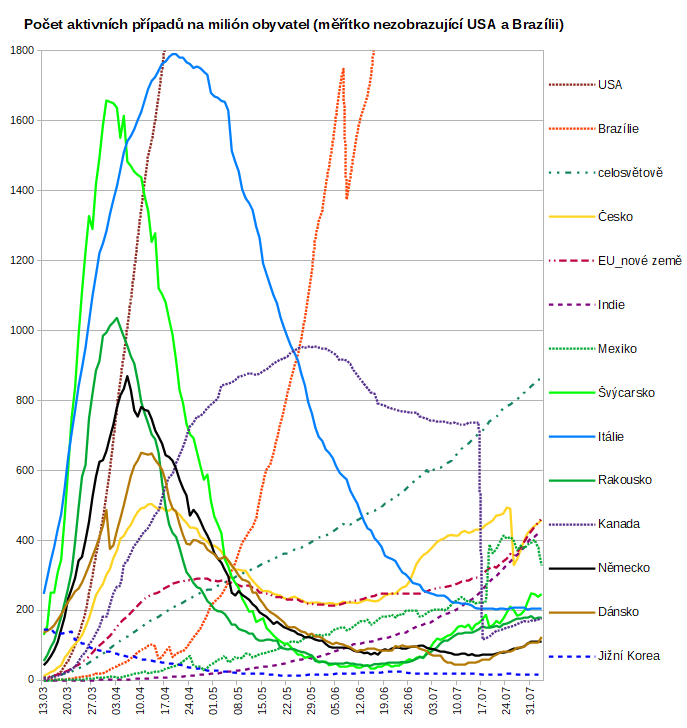 Počet aktivních případů na milión obyvatel (měřítko nezobrazující USA a Brazílii)
1800
1600
1400
1200
1000
800
600
400
200
0
USA
Brazílie
celosvětově
Česko
EU_nové země
Indie
Mexiko
Švýcarsko
Itálie
Rakousko
Kanada
Německo
Dánsko
Jižní Korea
13.03
20.03
27.03
03.04
10.04
17.04
24.04
01.05
08.05
15.05
22.05
29.05
05.06
12.06
19.06
26.06
03.07
10.07
17.07
24.07
31.07